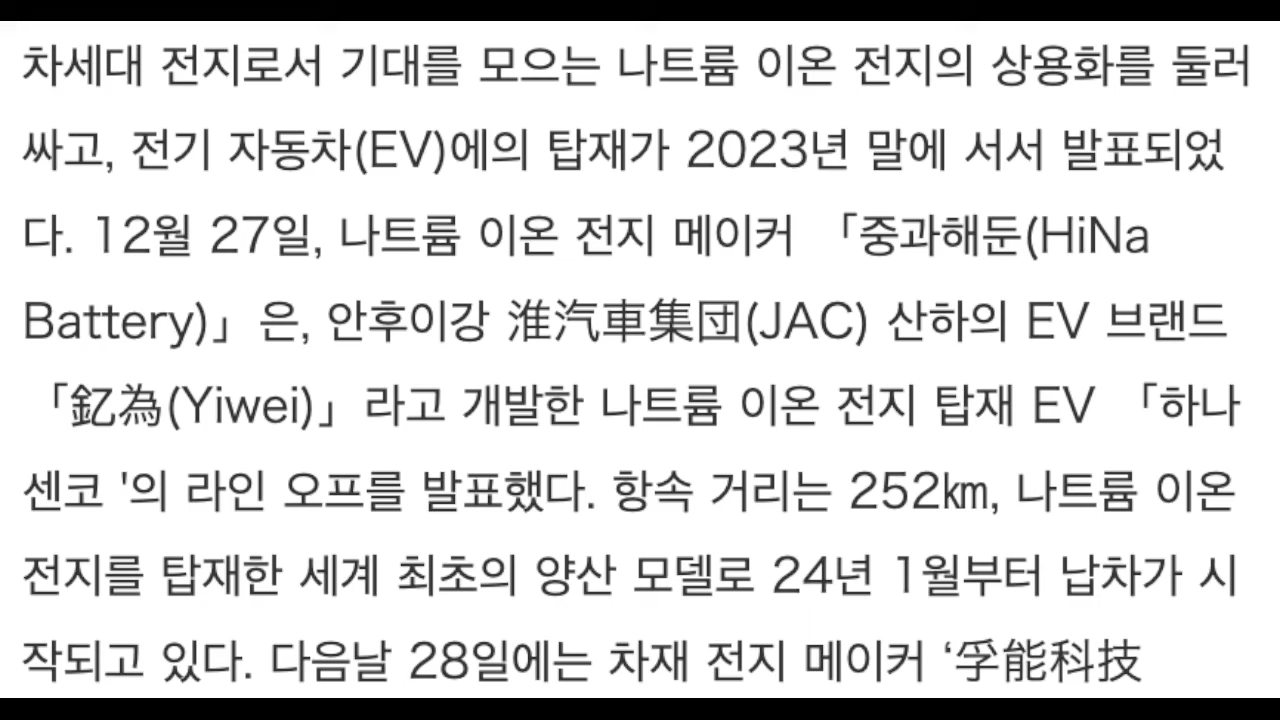 차세대 전지로서 기대를 모으는 나트륨 이온 전지의 상용화를 둘러
싸고, 전기 자동차(EV)에의 탑재가 2023년 말에 서서 발표되었
다. 12월 27일, 나트륨 이온 전지 메이커 「중과해둔(HiNa
Battery)」은, 안후이강 淮汽車集団(JAC) 산하의 EV 브랜드
「釔為(Yiwei)」라고 개발한 나트륨 이온 전지 탑재 EV 「하나
센코 '의 라인 오프를 발표했다. 항속 거리는 252㎞, 나트륨 이온
전지를 탑재한 세계 최초의 양산 모델로 24년 1월부터 납차가 시
작되고 있다. 다음날 28일에는 차재 전지 메이커 ‘孚能科技